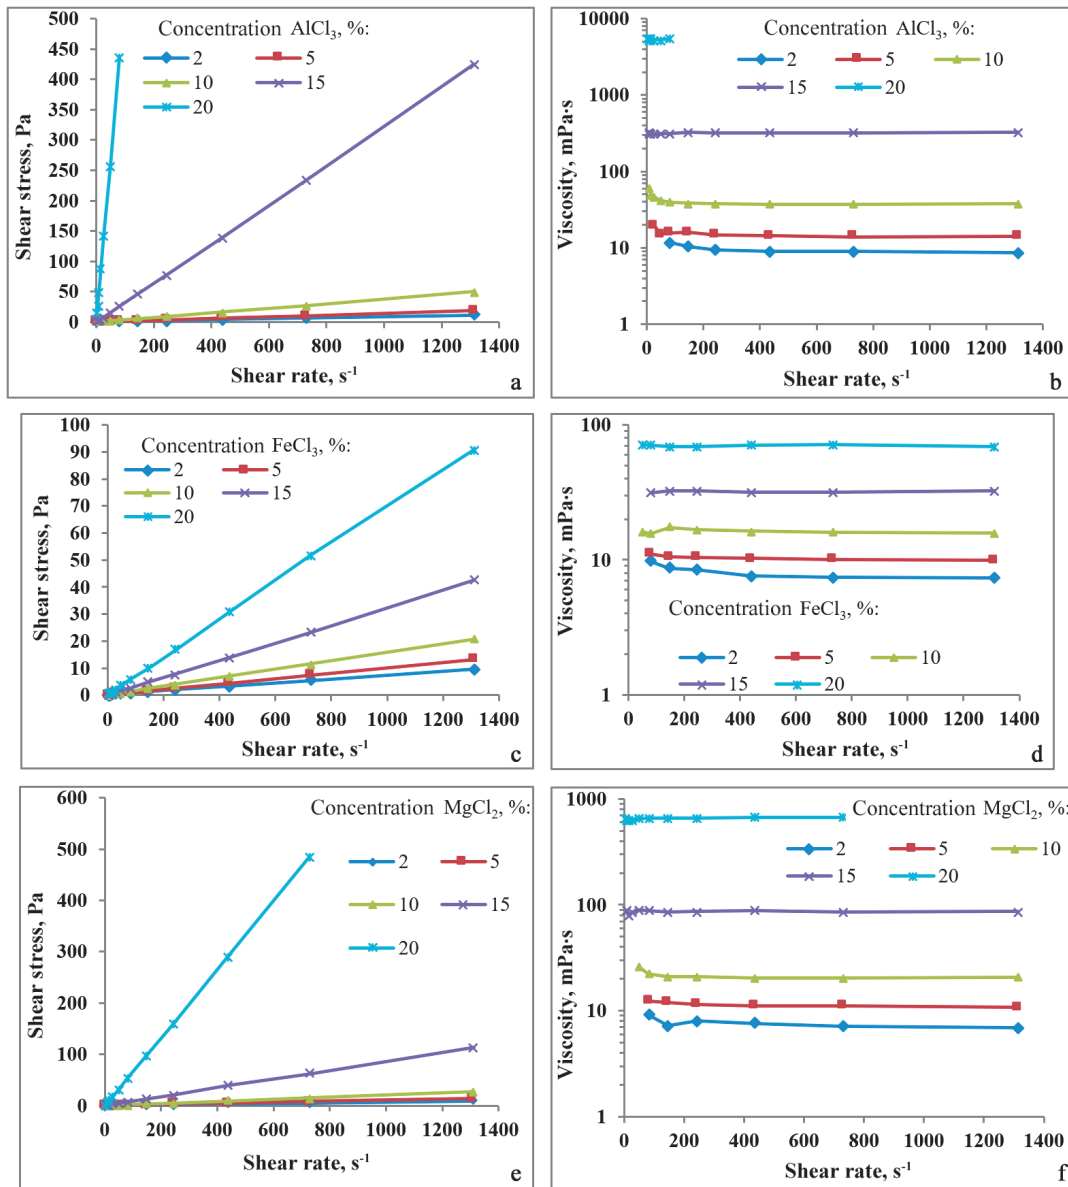 Concentration AlCl₃, %:
2 5
10 15
20
500
450
400
350
300
250
200
150
100
50
0
Shear stress, Pa
0 200 400 600 800 1000 1200 1400
Shear rate, s⁻¹
a
Concentration AlCl₃, %:
2 5 10
15 20
10000
1000
100
10
1
Viscosity, mPa·s
0 200 400 600 800 1000 1200 1400
Shear rate, s⁻¹
b
Concentration FeCl₃, %:
2 5
10 15
20
100
90
80
70
60
50
40
30
20
10
0
Shear stress, Pa
0 200 400 600 800 1000 1200 1400
Shear rate, s⁻¹
c
100
10
1
Viscosity, mPa·s
Concentration FeCl₃, %:
2 5 10
15 20
0 200 400 600 800 1000 1200 1400
Shear rate, s⁻¹
d
Concentration MgCl₂, %:
2 5
10 15
20
600
500
400
300
200
100
0
Shear stress, Pa
0 200 400 600 800 1000 1200 1400
Shear rate, s⁻¹
e
Concentration MgCl₂, %:
2 5 10
15 20
1000
100
10
1
Viscosity, mPa·s
0 200 400 600 800 1000 1200 1400
Shear rate, s⁻¹
f